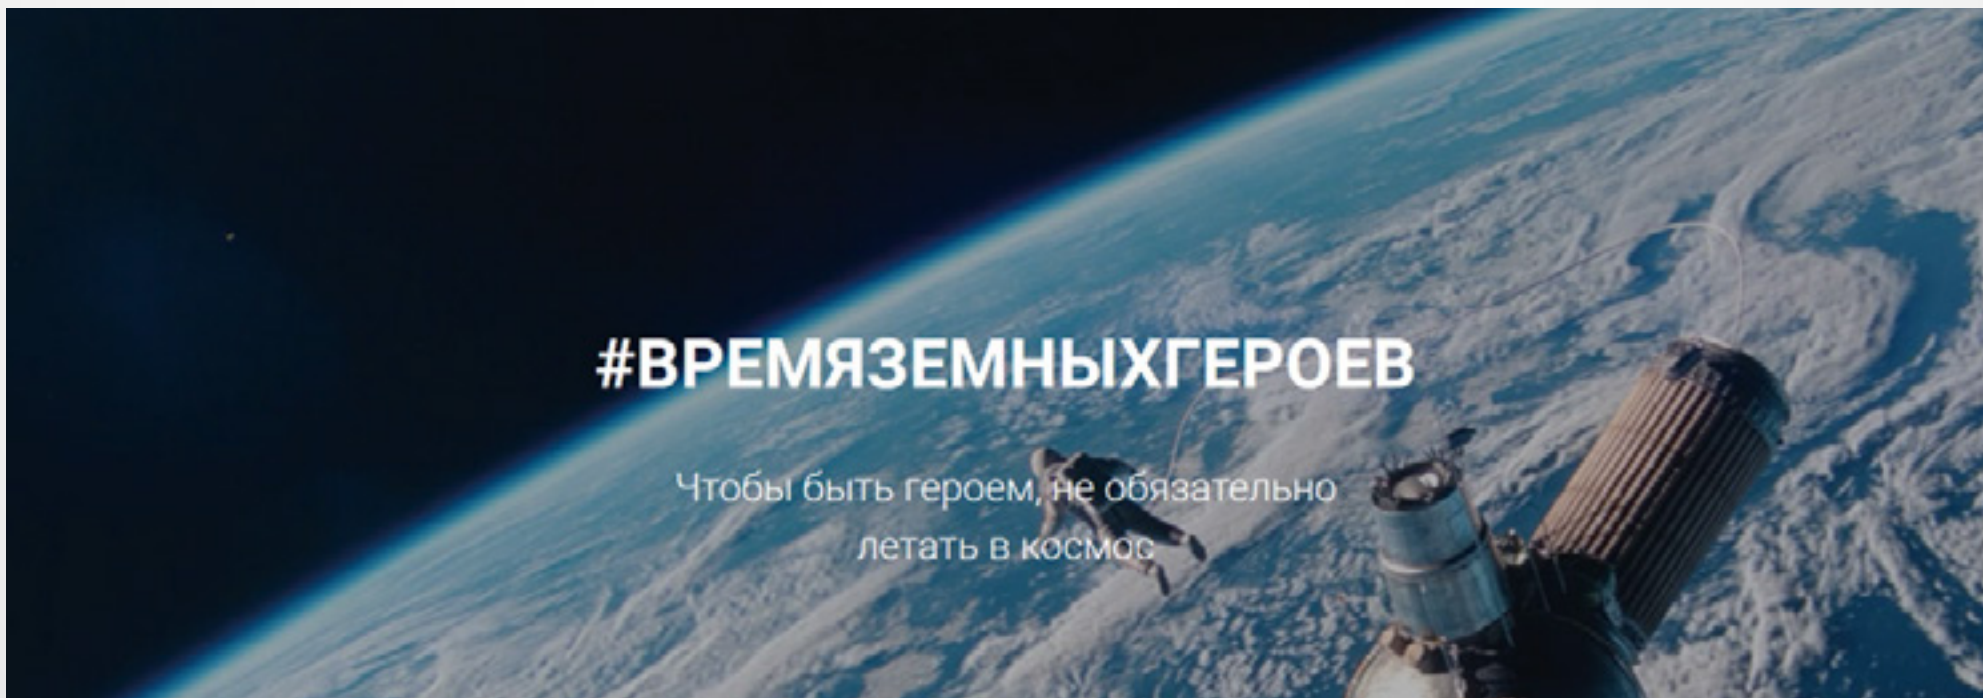 #ВРЕМЯЗЕМНЫХГЕРОЕВ
Чтобы быть героем, не обязательно
летать в космос